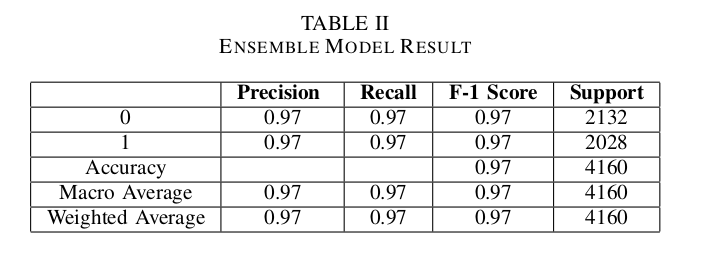 TABLE II
ENSEMBLE MODEL RESULT
Precision Recall F-1 Score Support
0 0.97 0.97 0.97 2132
1 0.97 0.97 0.97 2028
Accuracy 0.97 4160
Macro Average 0.97 0.97 0.97 4160
Weighted Average 0.97 0.97 0.97 4160